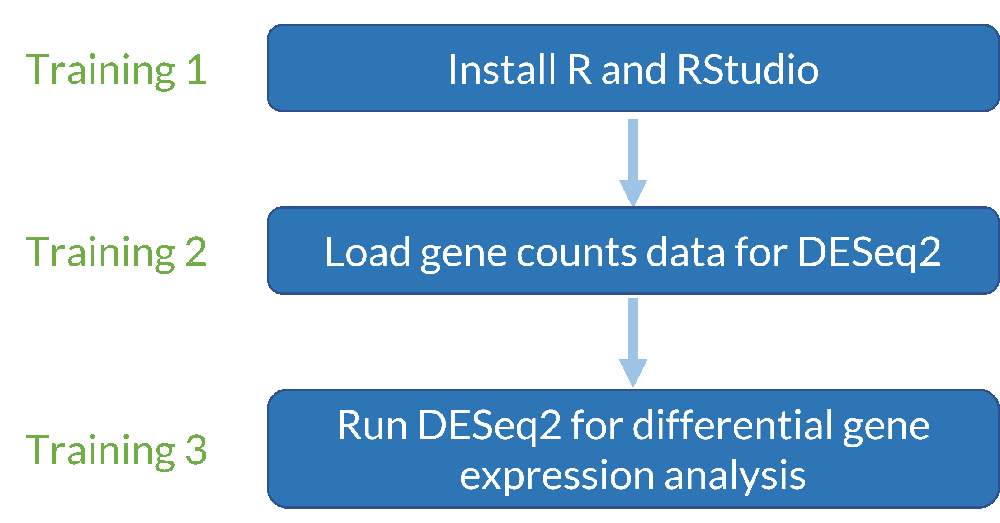 Training 1
Install R and RStudio
Training 2
Load gene counts data for DESeq2
Training 3
Run DESeq2 for differential gene
expression analysis